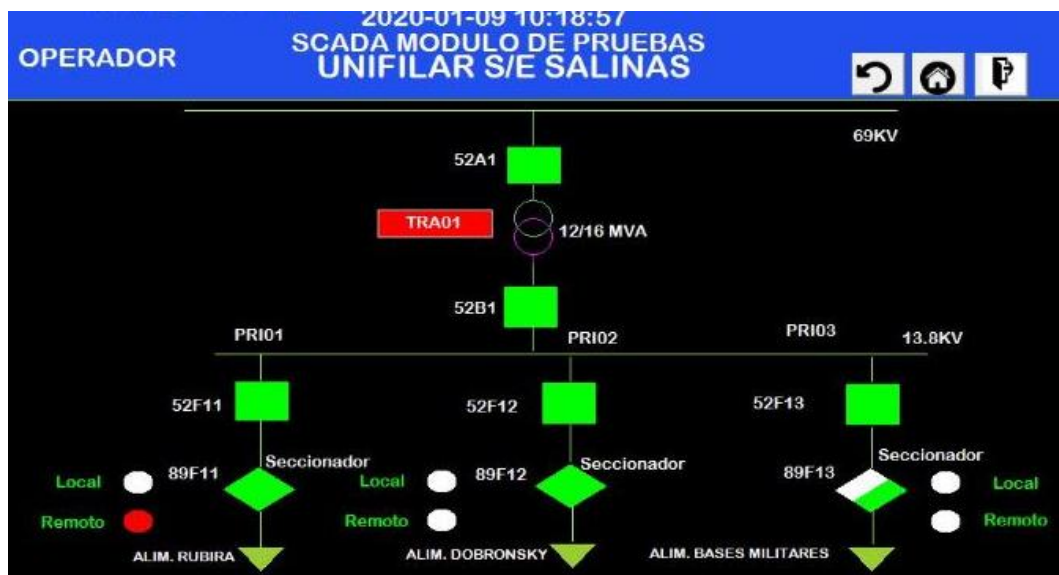 2020-01-09 10:18:57
SCADA MODULO DE PRUEBAS
OPERADOR
UNIFILAR S/E SALINAS
69KV
52A1
TRA01
12/16 MVA
52B1
PRI01
PRI02
PRI03
13.8KV
52F11
52F12
52F13
89F11
Seccionador
89F12
Seccionador
89F13
Seccionador
Local
Local
Local
Remoto
Remoto
Remoto
ALIM. RUBIRA
ALIM. DOBRONSKY
ALIM. BASES MILITARES